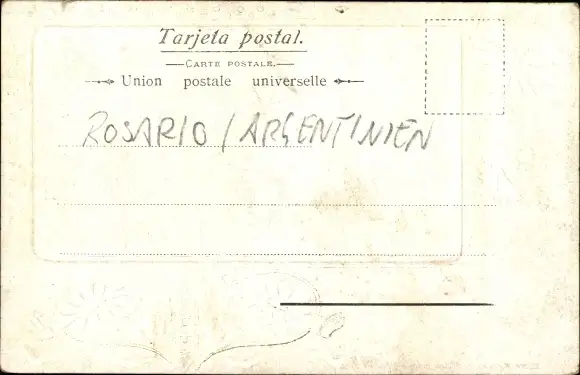 Tarjeta postal.
CARTE POSTALE.
Union postale universelle
ROSARIO / ARGENTINIEN